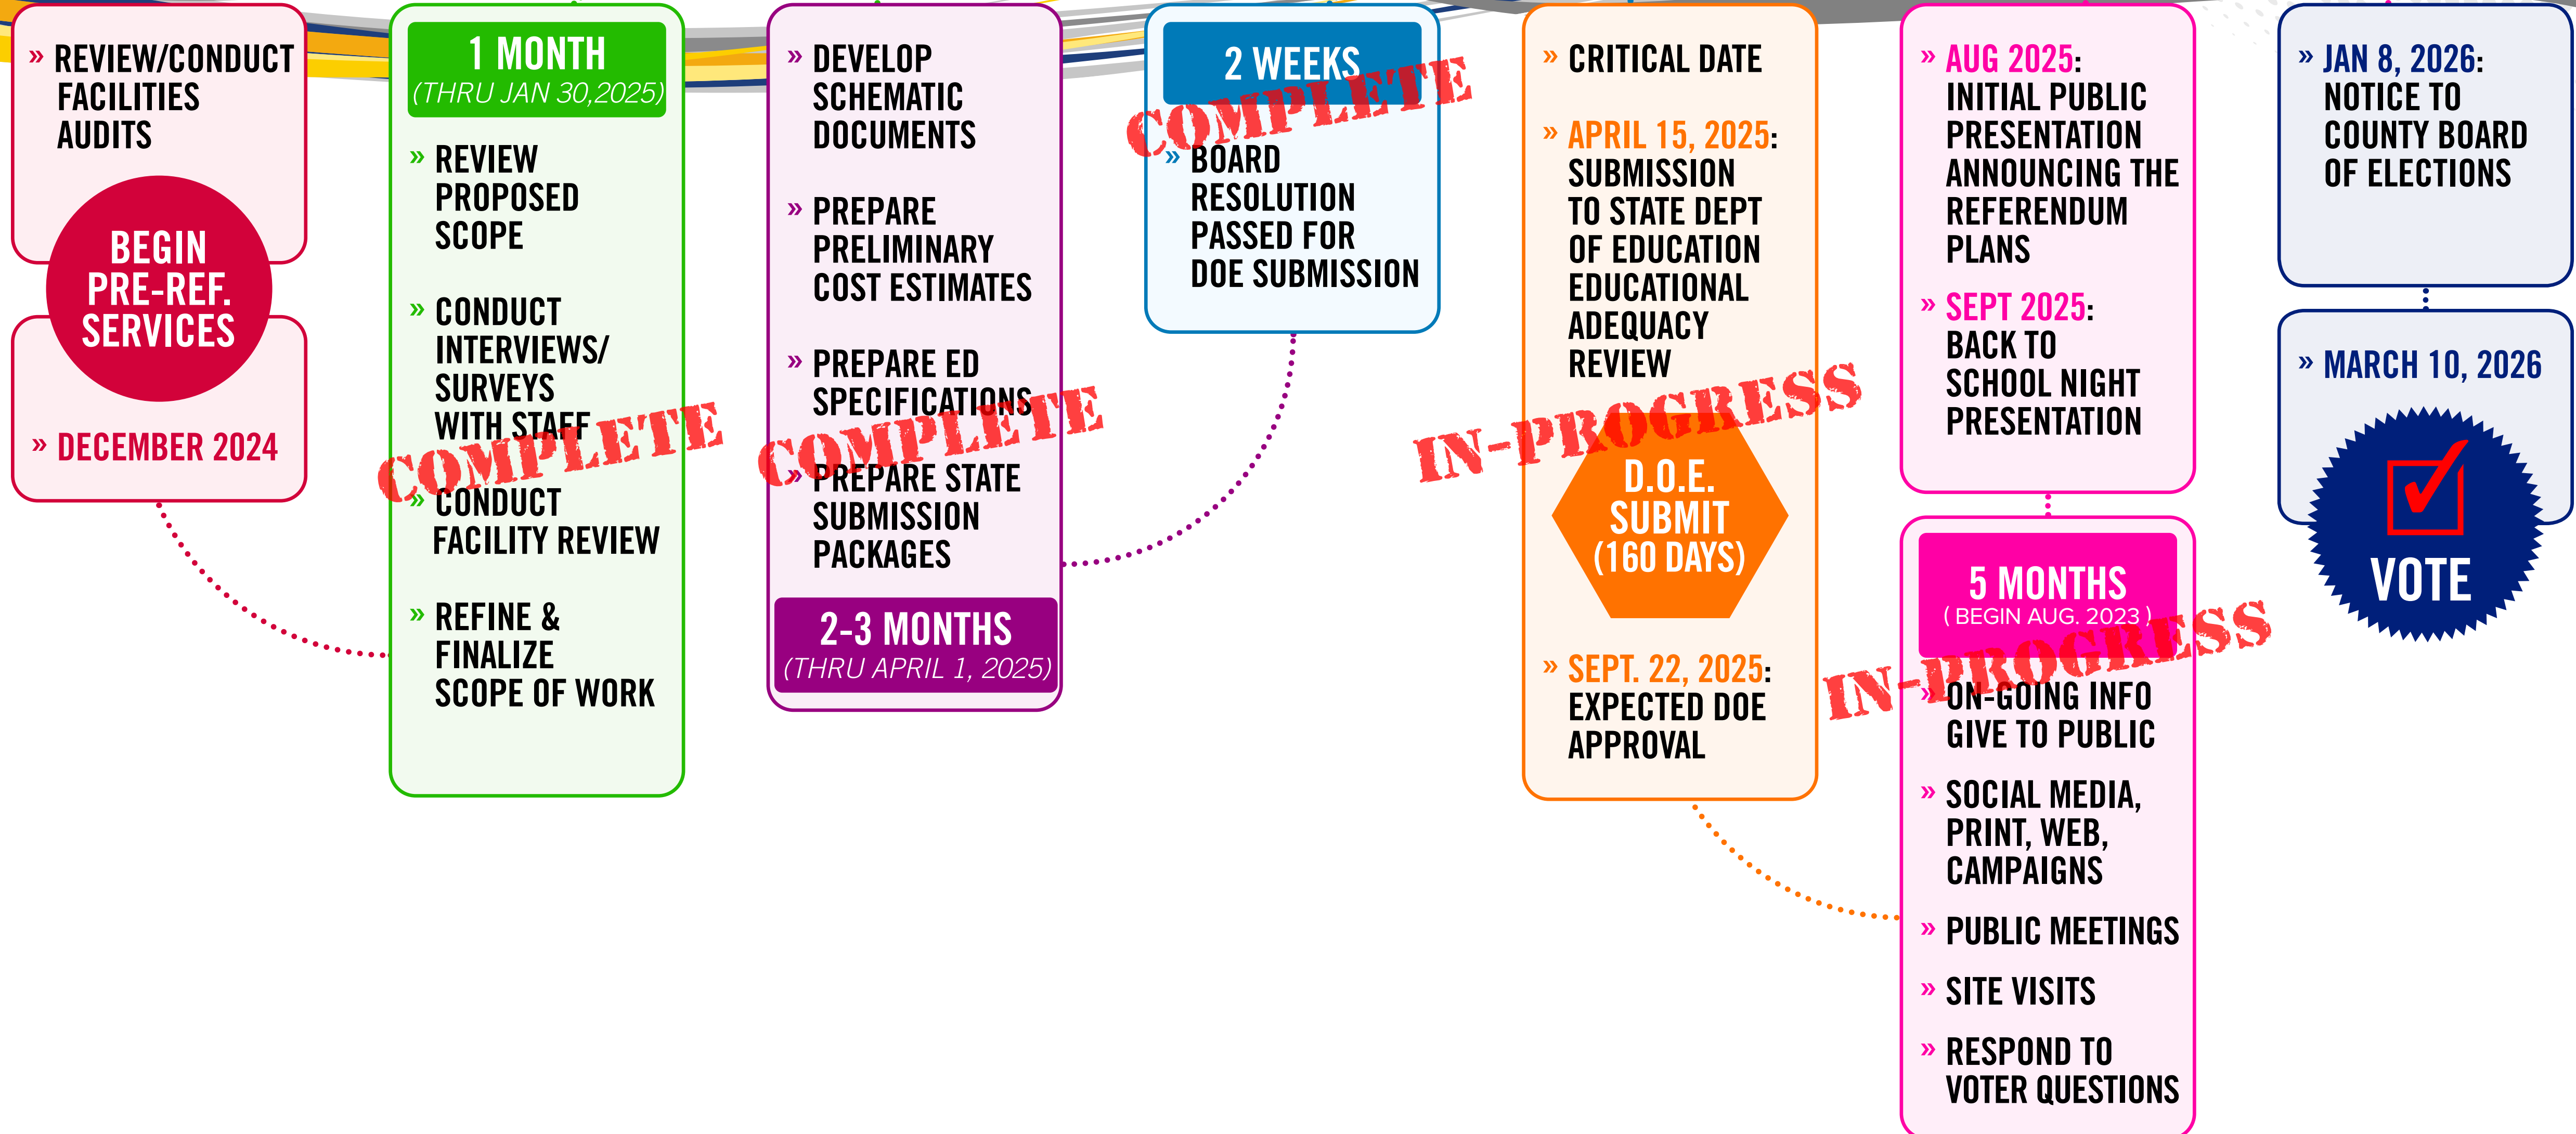 » REVIEW/CONDUCT
FACILITIES
AUDITS
BEGIN
PRE-REF.
SERVICES
» DECEMBER 2024
1 MONTH
(THRU JAN 30,2025)
» REVIEW
PROPOSED
SCOPE
» CONDUCT
INTERVIEWS/
SURVEYS
WITH STAFF
COMPLETE
» CONDUCT
FACILITY REVIEW
» REFINE &
FINALIZE
SCOPE OF WORK
» DEVELOP
SCHEMATIC
DOCUMENTS
» PREPARE
PRELIMINARY
COST ESTIMATES
» PREPARE ED
SPECIFICATIONS
COMPLETE
» PREPARE STATE
SUBMISSION
PACKAGES
2-3 MONTHS
(THRU APRIL 1, 2025)
2 WEEKS
COMPLETE
» BOARD
RESOLUTION
PASSED FOR
DOE SUBMISSION
» CRITICAL DATE
» APRIL 15, 2025:
SUBMISSION
TO STATE DEPT
OF EDUCATION
EDUCATIONAL
ADEQUACY
REVIEW
IN-PROGRESS
D.O.E.
SUBMIT
(160 DAYS)
» SEPT. 22, 2025:
EXPECTED DOE
APPROVAL
» AUG 2025:
INITIAL PUBLIC
PRESENTATION
ANNOUNCING THE
REFERENDUM
PLANS
» SEPT 2025:
BACK TO
SCHOOL NIGHT
PRESENTATION
5 MONTHS
( BEGIN AUG. 2023 )
IN-PROGRESS
» ON-GOING INFO
GIVE TO PUBLIC
» SOCIAL MEDIA,
PRINT, WEB,
CAMPAIGNS
» PUBLIC MEETINGS
» SITE VISITS
» RESPOND TO
VOTER QUESTIONS
» JAN 8, 2026:
NOTICE TO
COUNTY BOARD
OF ELECTIONS
» MARCH 10, 2026
VOTE